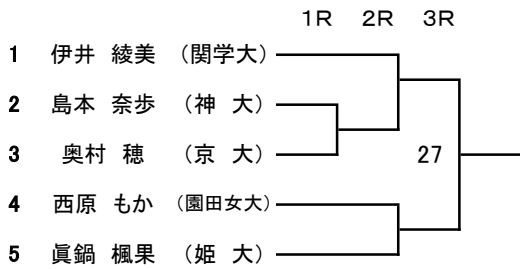 1R 2R 3R
1 伊井 綾美 (関学大)
2 島本 奈歩 (神 大)
3 奥村 穂 (京 大)
27
4 西原 もか (園田女大)
5 眞鍋 楓果 (姫 大)